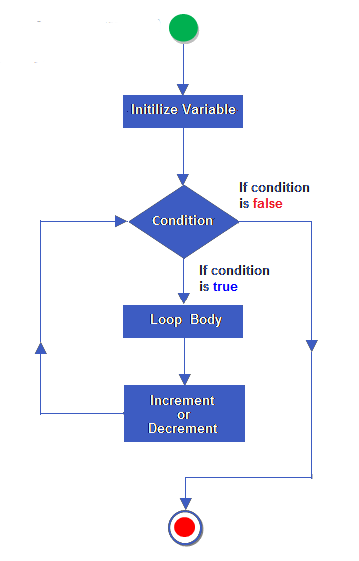 Initilize Variable
Condition
If condition
is false
If condition
is true
Loop Body
Increment
or
Decrement